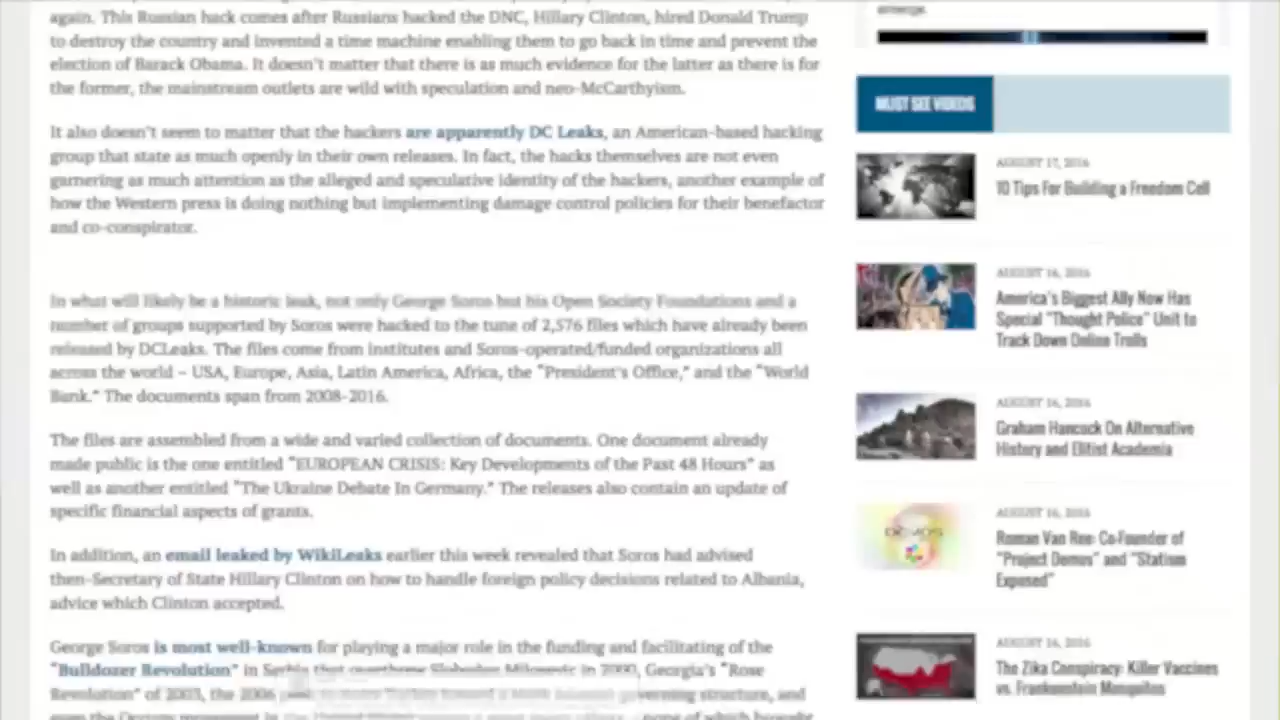 again. This Russian hack comes after Russians hacked the DNC, Hillary Clinton, hired Donald Trump
to destroy the country and invented a time machine enabling them to go back in time and prevent the
election of Barack Obama. It doesn't matter that there is as much evidence for the latter as there is for
the former, the mainstream outlets are wild with speculation and neo-McCarthyism.
It also doesn't seem to matter that the hackers are apparently DC Leaks, an American-based hacking
group that state as much openly in their own releases. In fact, the hacks themselves are not even
garnering as much attention as the alleged and speculative identity of the hackers, another example of
how the Western press is doing nothing but implementing damage control policies for their benefactor
and co-conspirator.
In what will likely be a historic leak, not only George Soros but his Open Society Foundations and a
number of groups supported by Soros were hacked to the tune of 2,576 files which have already been
released by DCLeaks. The files come from institutes and Soros-operated/funded organizations all
across the world – USA, Europe, Asia, Latin America, Africa, the "President's Office," and the "World
Bank." The documents span from 2008-2016.
The files are assembled from a wide and varied collection of documents. One document already
made public is the one entitled "EUROPEAN CRISIS: Key Developments of the Past 48 Hours" as
well as another entitled "The Ukraine Debate In Germany." The releases also contain an update of
specific financial aspects of grants.
In addition, an email leaked by WikiLeaks earlier this week revealed that Soros had advised
then-Secretary of State Hillary Clinton on how to handle foreign policy decisions related to Albania,
advice which Clinton accepted.
George Soros is most well-known for playing a major role in the funding and facilitating of the
"Bulldozer Revolution" in Serbia that overthrew Slobodan Milosevic in 2000, Georgia's "Rose
Revolution" of 2003, the 2006 governing structure, and
none of which brought
emerge.
MUST SEE VIDEOS
AUGUST 17, 2016
10 Tips For Building a Freedom Cell
AUGUST 16, 2016
America's Biggest Ally Now Has
Special "Thought Police" Unit to
Track Down Online Trolls
AUGUST 16, 2016
Graham Hancock On Alternative
History and Elitist Academia
AUGUST 16, 2016
DEMOS
Roman Van Ree: Co-Founder of
"Project Demos" and "Statism
Exposed"
AUGUST 16, 2016
The Zika Conspiracy: Killer Vaccines
vs. Frankenstein Mosquitos